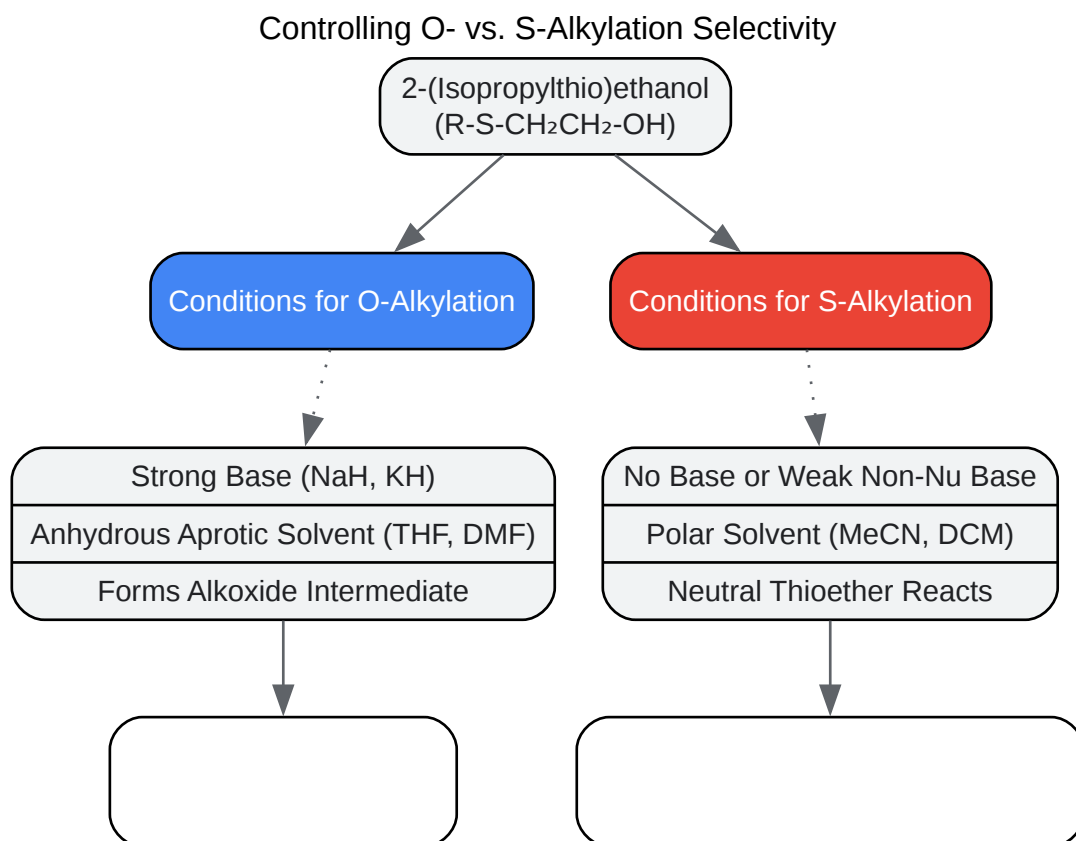 Controlling O- vs. S-Alkylation Selectivity
2-(Isopropylthio)ethanol
(R-S-CH₂CH₂-OH)
Conditions for O-Alkylation
Conditions for S-Alkylation
Strong Base (NaH, KH)
Anhydrous Aprotic Solvent (THF, DMF)
Forms Alkoxide Intermediate
No Base or Weak Non-Nu Base
Polar Solvent (MeCN, DCM)
Neutral Thioether Reacts